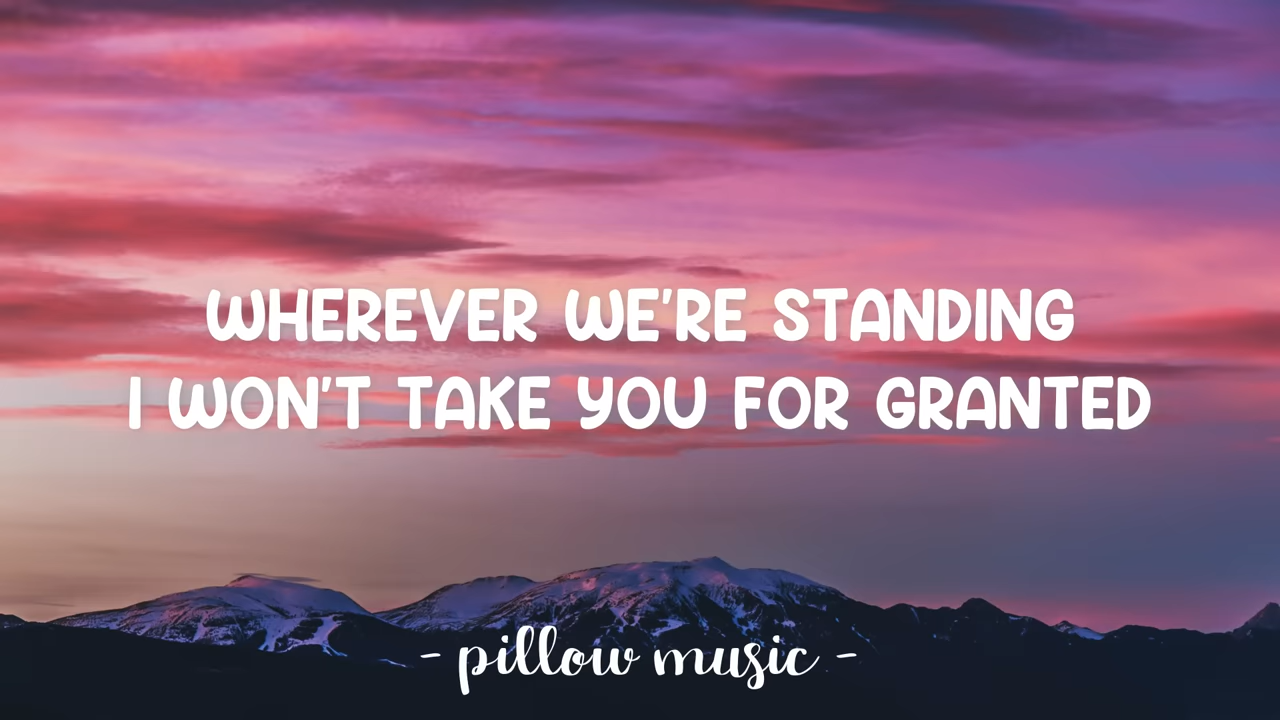 WHEREVER WE'RE STANDING
I WON'T TAKE YOU FOR GRANTED
- pillow music -